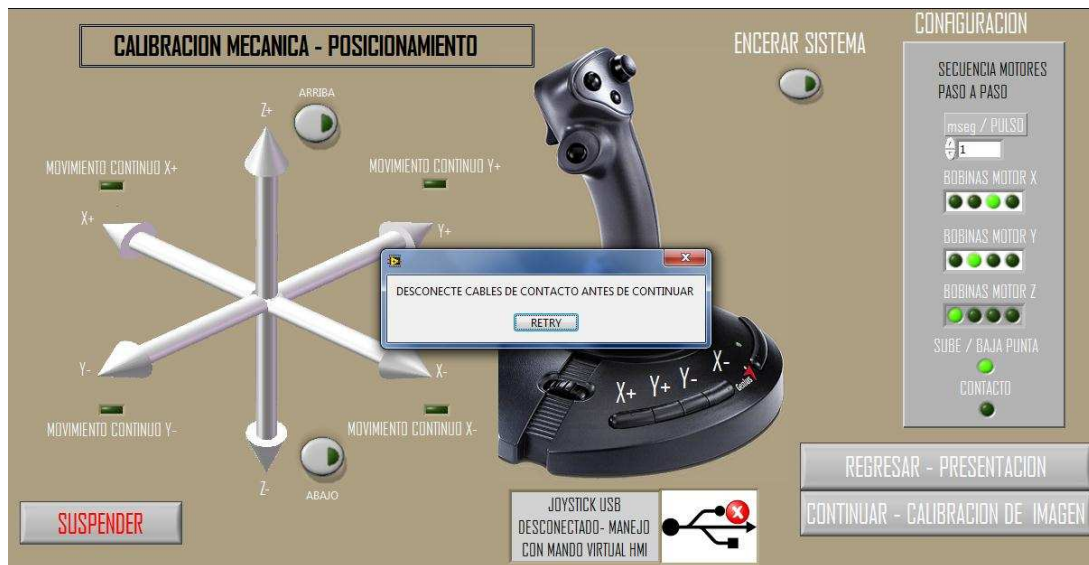 CALIBRACION MECANICA - POSICIONAMIENTO
ENCERAR SISTEMA
CONFIGURACION
SECUENCIA MOTORES
PASO A PASO
mseg / PULSO
1
BOBINAS MOTOR X
BOBINAS MOTOR Y
BOBINAS MOTOR Z
SUBE / BAJA PUNTA
CONTACTO
ARRIBA
Z+
MOVIMIENTO CONTINUO X+
MOVIMIENTO CONTINUO Y+
X+
Y+
DESCONECTE CABLES DE CONTACTO ANTES DE CONTINUAR
RETRY
Y-
X-
MOVIMIENTO CONTINUO Y-
MOVIMIENTO CONTINUO X-
Z-
ABAJO
X+ Y+ Y- X-
Genius
SUSPENDER
JOYSTICK USB
DESCONECTADO- MANEJO
CON MANDO VIRTUAL HMI
REGRESAR - PRESENTACION
CONTINUAR - CALIBRACION DE IMAGEN